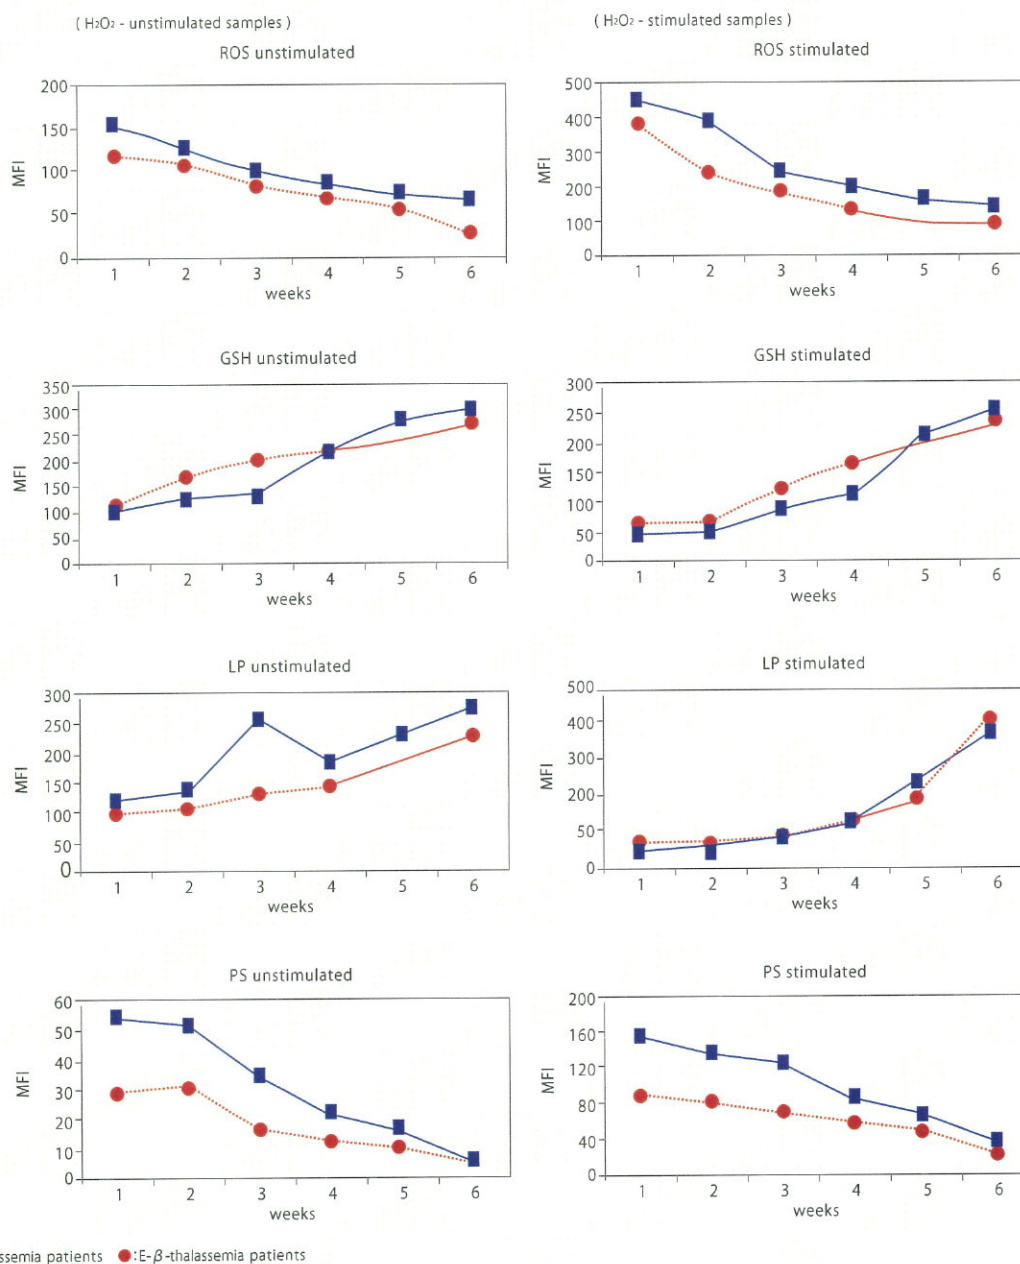 ( H2O2 - unstimulated samples )
( H2O2 - stimulated samples )
ROS unstimulated
200
150
100
50
0
MFI
1 2 3 4 5 6
weeks
ROS stimulated
500
400
300
200
100
0
MFI
1 2 3 4 5 6
weeks
GSH unstimulated
350
300
250
200
150
100
50
0
MFI
1 2 3 4 5 6
weeks
GSH stimulated
300
250
200
150
100
50
0
MFI
1 2 3 4 5 6
weeks
LP unstimulated
300
250
200
150
100
50
0
MFI
1 2 3 4 5 6
weeks
LP stimulated
500
400
300
200
50
0
MFI
1 2 3 4 5 6
weeks
PS unstimulated
60
50
40
30
20
10
0
MFI
1 2 3 4 5 6
weeks
PS stimulated
200
160
120
80
40
0
MFI
1 2 3 4 5 6
weeks
ssemia patients :E-β-thalassemia patients